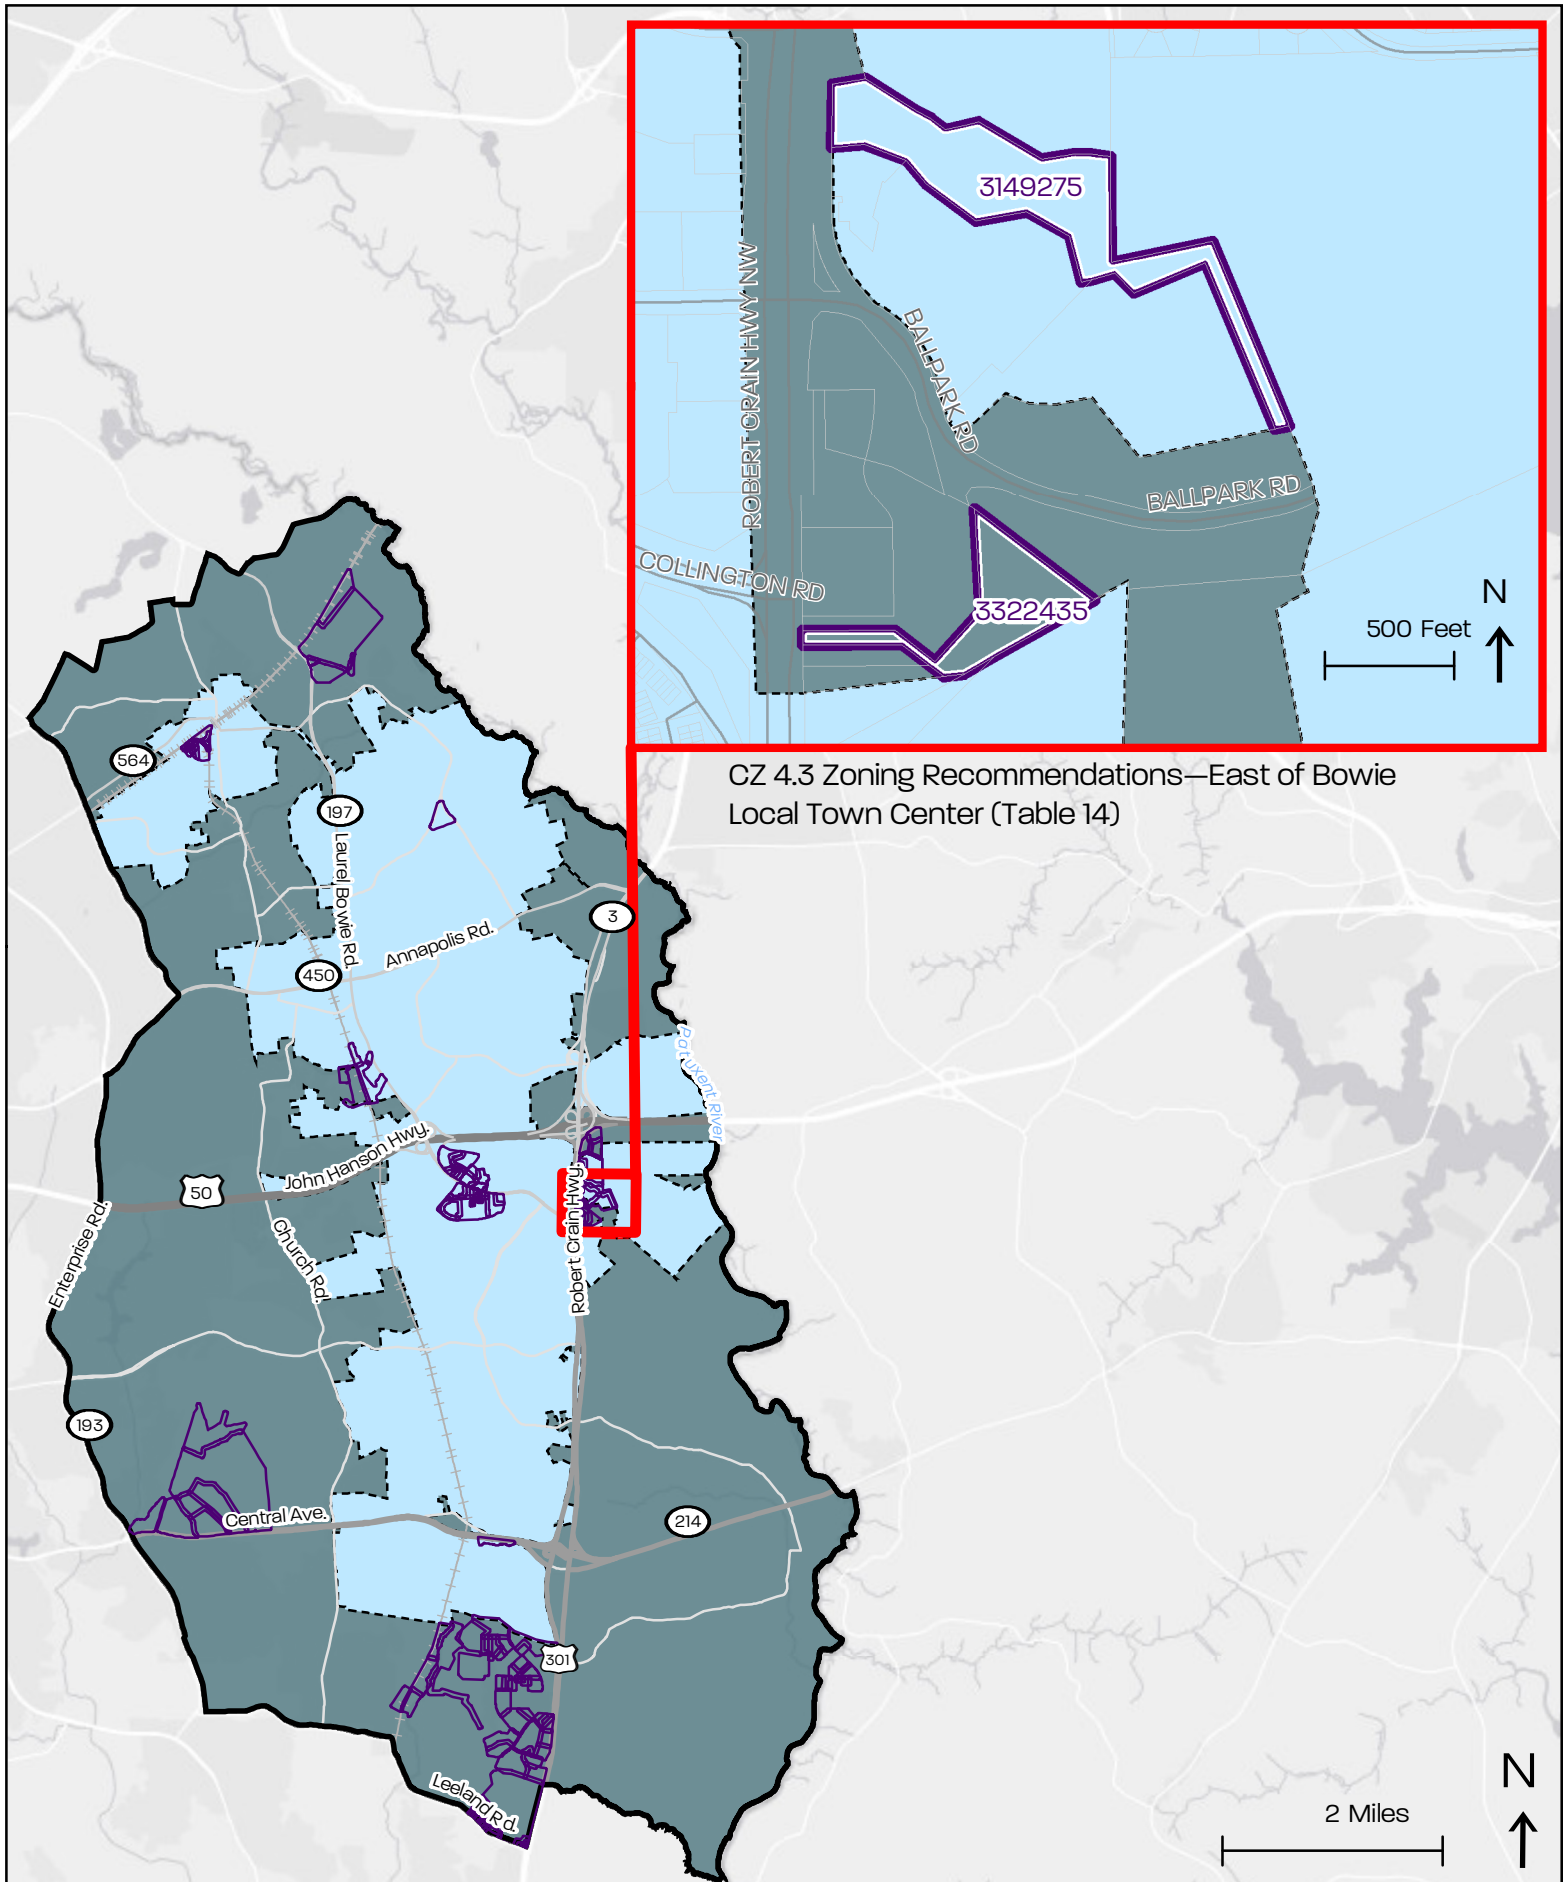 3149275
ROBERT CRAIN HWY NW
BALLPARK RD
BALLPARK RD
COLLINGTON RD
3322435
N
500 Feet
CZ 4.3 Zoning Recommendations—East of Bowie
Local Town Center (Table 14)
564
197
Laurel Bowie Rd.
3
Annapolis Rd.
450
Patuxent River
John Hanson Hwy.
50
Enterprise Rd.
Church Rd.
Robert Crain Hwy.
193
Central Ave.
214
301
Leeland Rd.
N
2 Miles